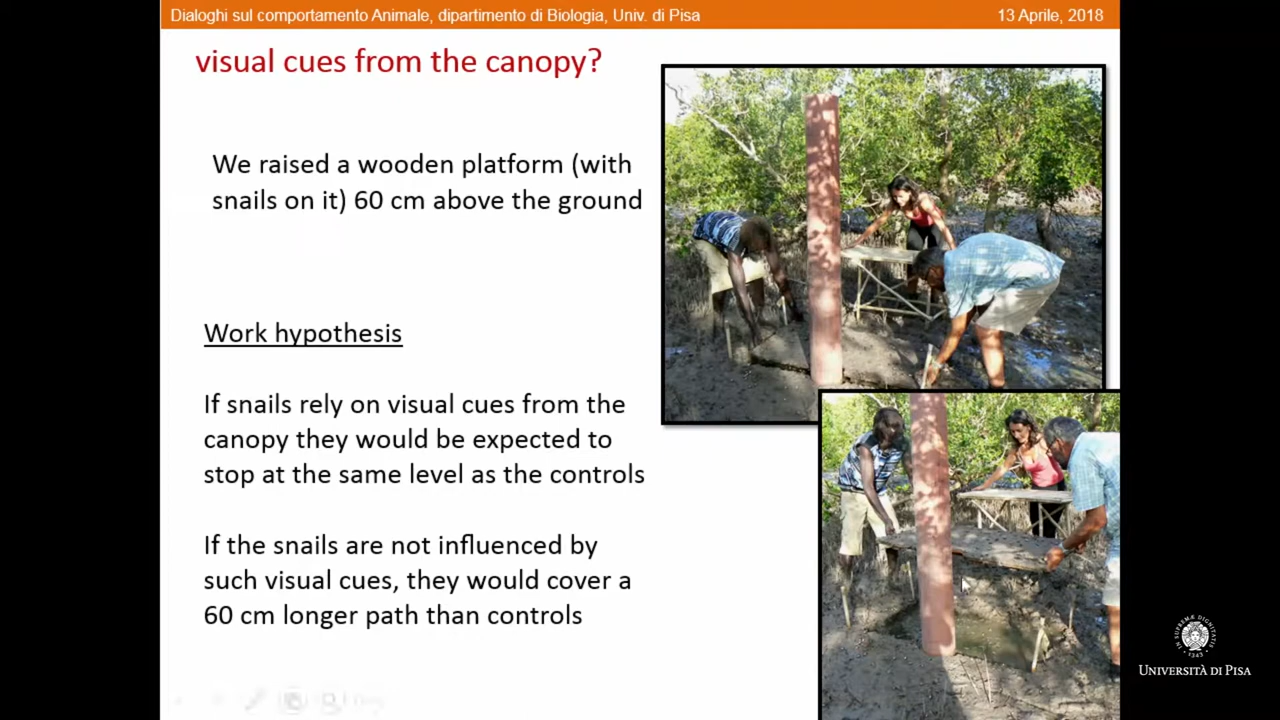 Dialoghi sul comportamento Animale, dipartimento di Biologia, Univ. di Pisa
13 Aprile, 2018
visual cues from the canopy?
We raised a wooden platform (with
snails on it) 60 cm above the ground
Work hypothesis
If snails rely on visual cues from the
canopy they would be expected to
stop at the same level as the controls
If the snails are not influenced by
such visual cues, they would cover a
60 cm longer path than controls
IN SUPREMÆ DIGNITATIS
1343
UNIVERSITÀ DI PISA